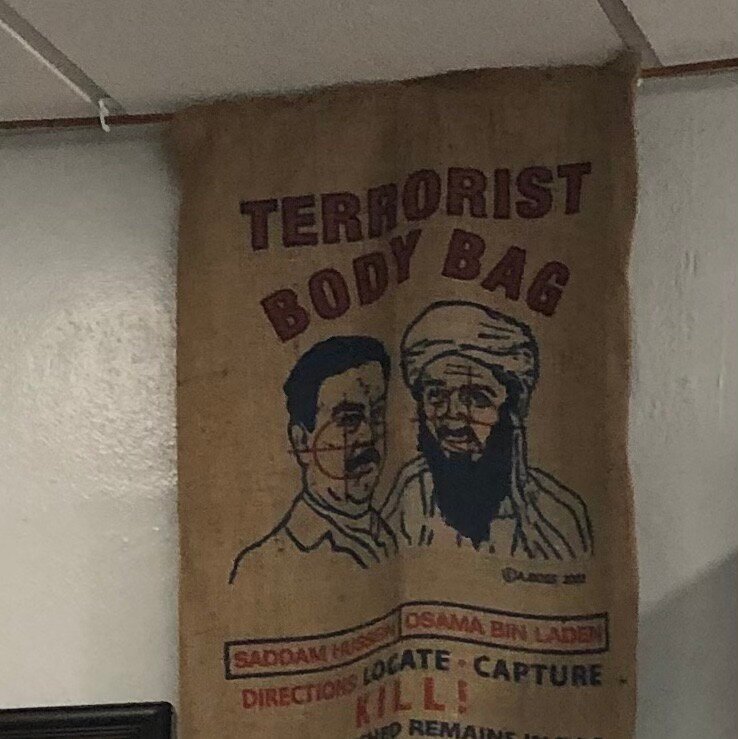 TERRORIST
BODY BAG
SADDAM HUSSEIN OSAMA BIN LADEN
DIRECTIONS LOCATE · CAPTURE
KILL!
REMAINS